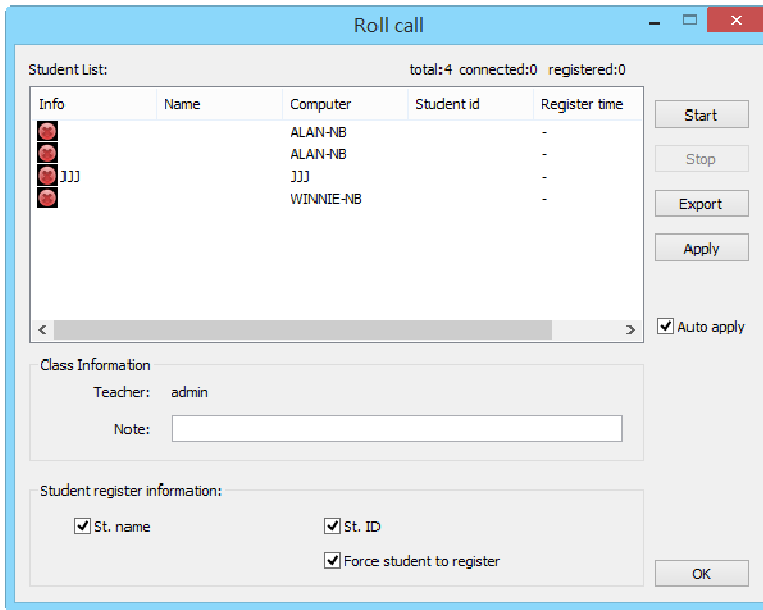 Roll call
Student List: total:4 connected:0 registered:0
Info Name Computer Student id Register time
ALAN-NB -
ALAN-NB -
JJJ JJJ -
WINNIE-NB -
Start
Stop
Export
Apply
Auto apply
Class Information
Teacher: admin
Note:
Student register information:
St. name St. ID
Force student to register
OK